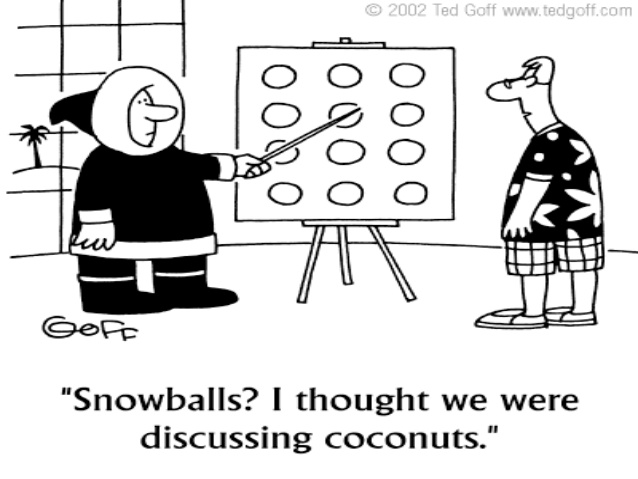 © 2002 Ted Goff www.tedgoff.com
GOFF
"Snowballs? I thought we were
discussing coconuts."